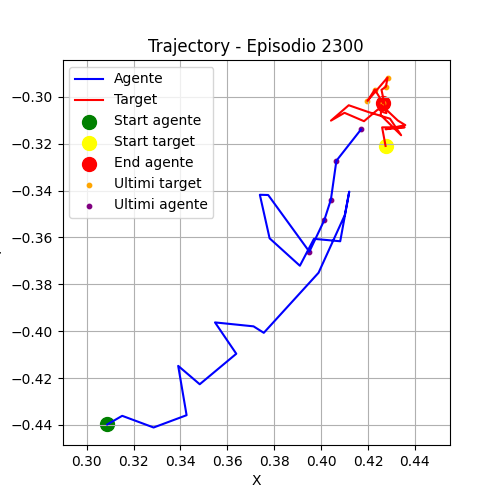 Trajectory - Episodio 2300
Agente
Target
Start agente
Start target
End agente
Ultimi target
Ultimi agente
−0.30
−0.32
−0.34
−0.36
−0.38
−0.40
−0.42
−0.44
0.30
0.32
0.34
0.36
0.38
0.40
0.42
0.44
X